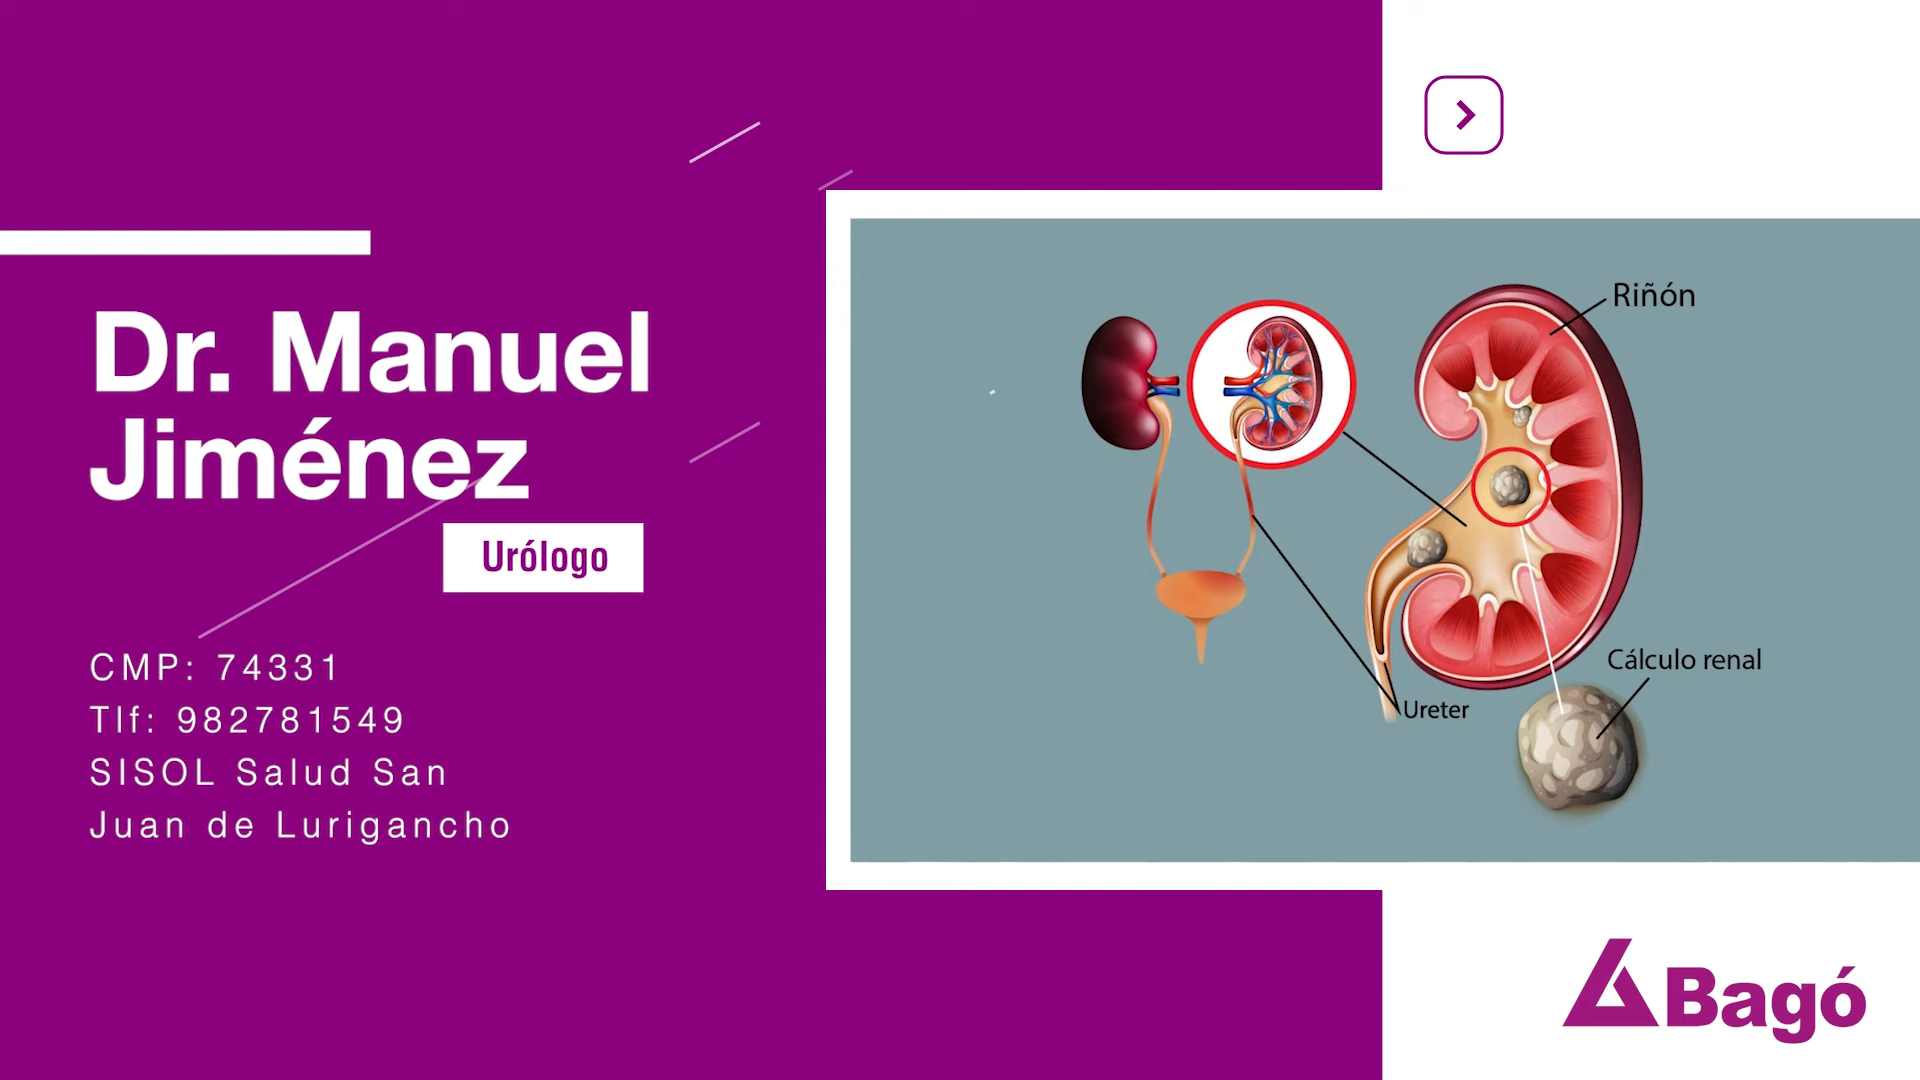 Dr. Manuel
Jiménez
Urólogo
CMP: 74331
Tlf: 982781549
SISOL Salud San
Juan de Lurigancho
Riñón
Cálculo renal
Ureter
Bagó